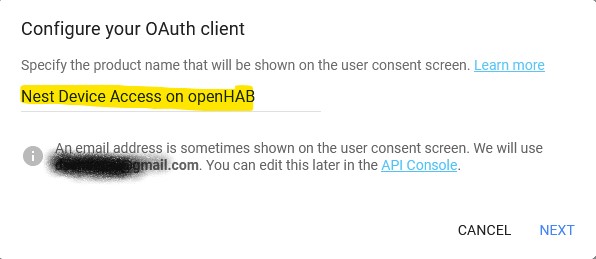 Configure your OAuth client
Specify the product name that will be shown on the user consent screen. Learn more
Nest Device Access on openHAB
An email address is sometimes shown on the user consent screen. We will use
@gmail.com. You can edit this later in the API Console.
CANCEL NEXT